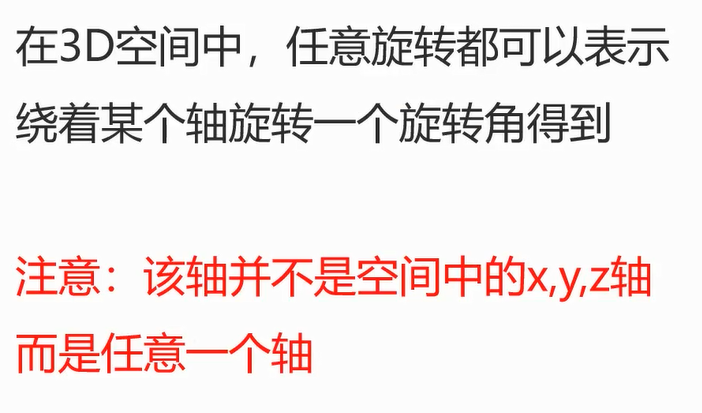 在3D空间中，任意旋转都可以表示
绕着某个轴旋转一个旋转角得到
注意：该轴并不是空间中的x,y,z轴
而是任意一个轴